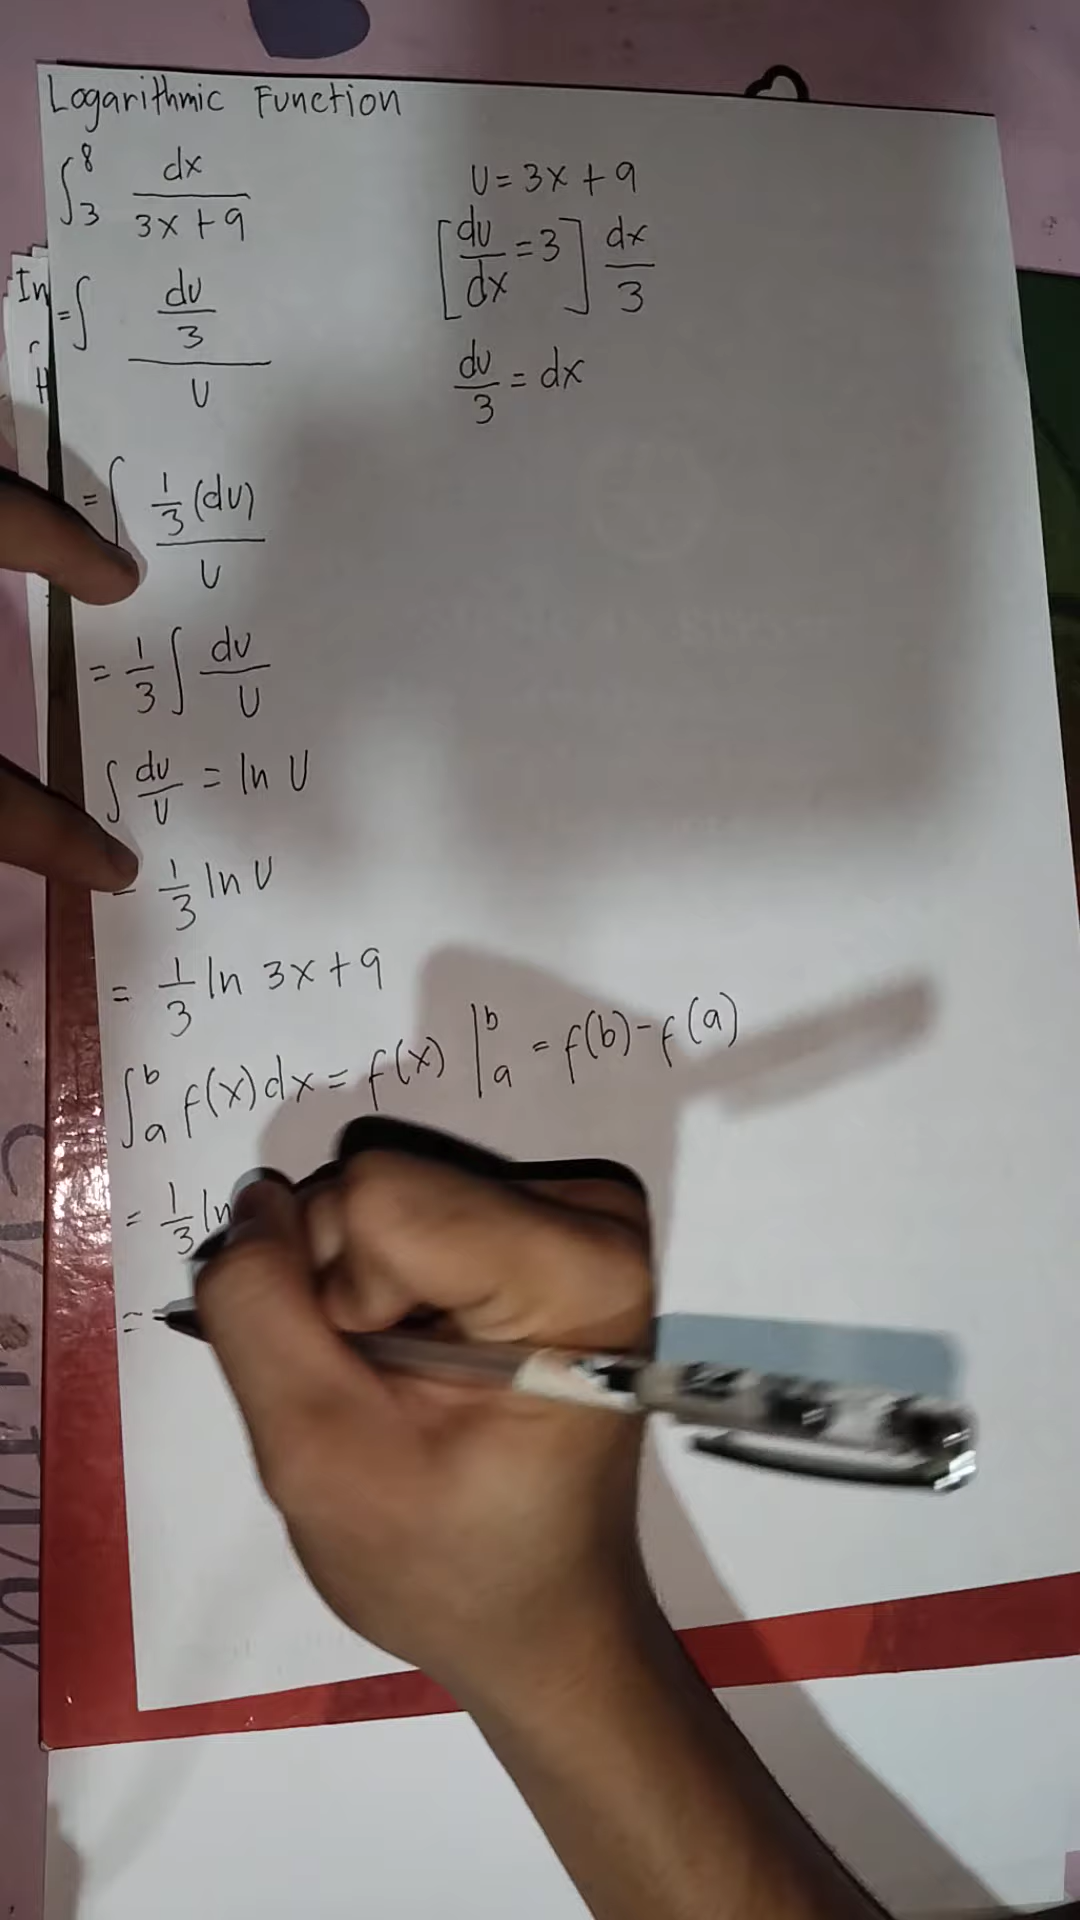 Logarithmic Function
∫₃⁸ dx/(3x+9)
U = 3x + 9
[du/dx = 3] dx/3
= ∫ (du/3)/U
du/3 = dx
In
= ∫ (1/3 (du))/U
= 1/3 ∫ du/U
∫ du/U = ln U
= 1/3 ln U
= 1/3 ln 3x + 9
∫ₐᵇ f(x)dx = f(x) |ₐᵇ = f(b) - f(a)
= 1/3 ln
=